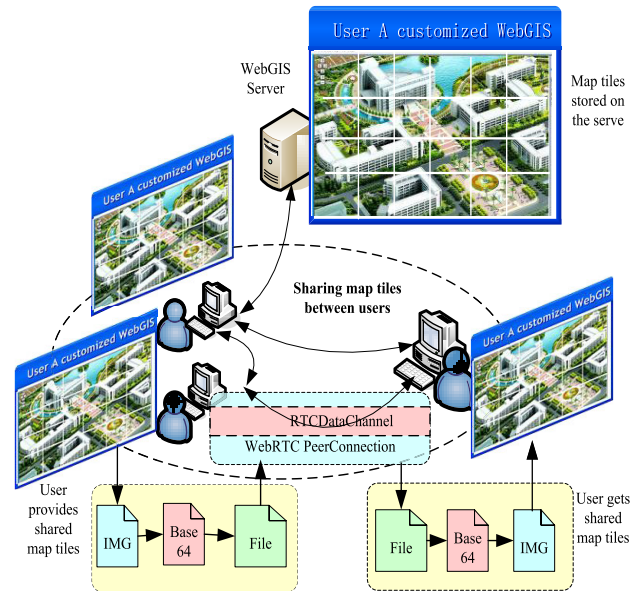 User A customized WebGIS
WebGIS
Server
Map tiles
stored on
the serve
User A customized WebGIS
Sharing map tiles
between users
User A customized WebGIS
User A customized WebGIS
RTCDataChannel
WebRTC PeerConnection
User
provides
shared
map tiles
IMG
Base
64
File
File
Base
64
IMG
User gets
shared
map tiles